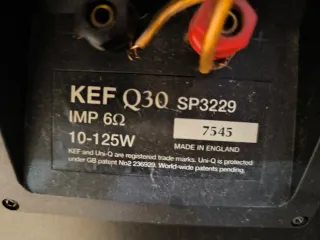 KEF Q30 SP3229
IMP 6Ω 7545
10-125W MADE IN ENGLAND
KEF and Uni-Q are registered trade marks. Uni-Q is protected
under GB patent No2 236929. World-wide patents pending.